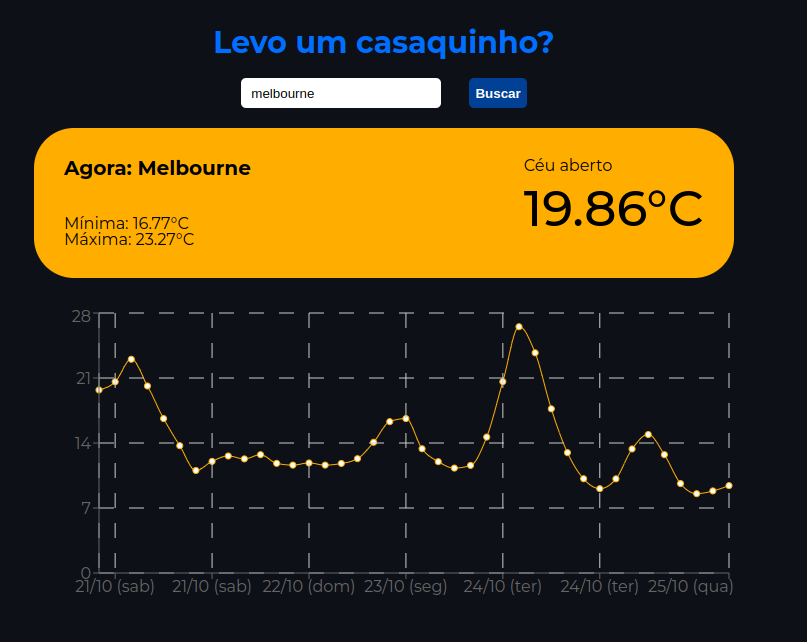 Levo um casaquinho?
melbourne
Buscar
Agora: Melbourne
Céu aberto
19.86°C
Mínima: 16.77°C
Máxima: 23.27°C
28
21
14
7
0
21/10 (sab) 21/10 (sab) 22/10 (dom) 23/10 (seg) 24/10 (ter) 24/10 (ter) 25/10 (qua)